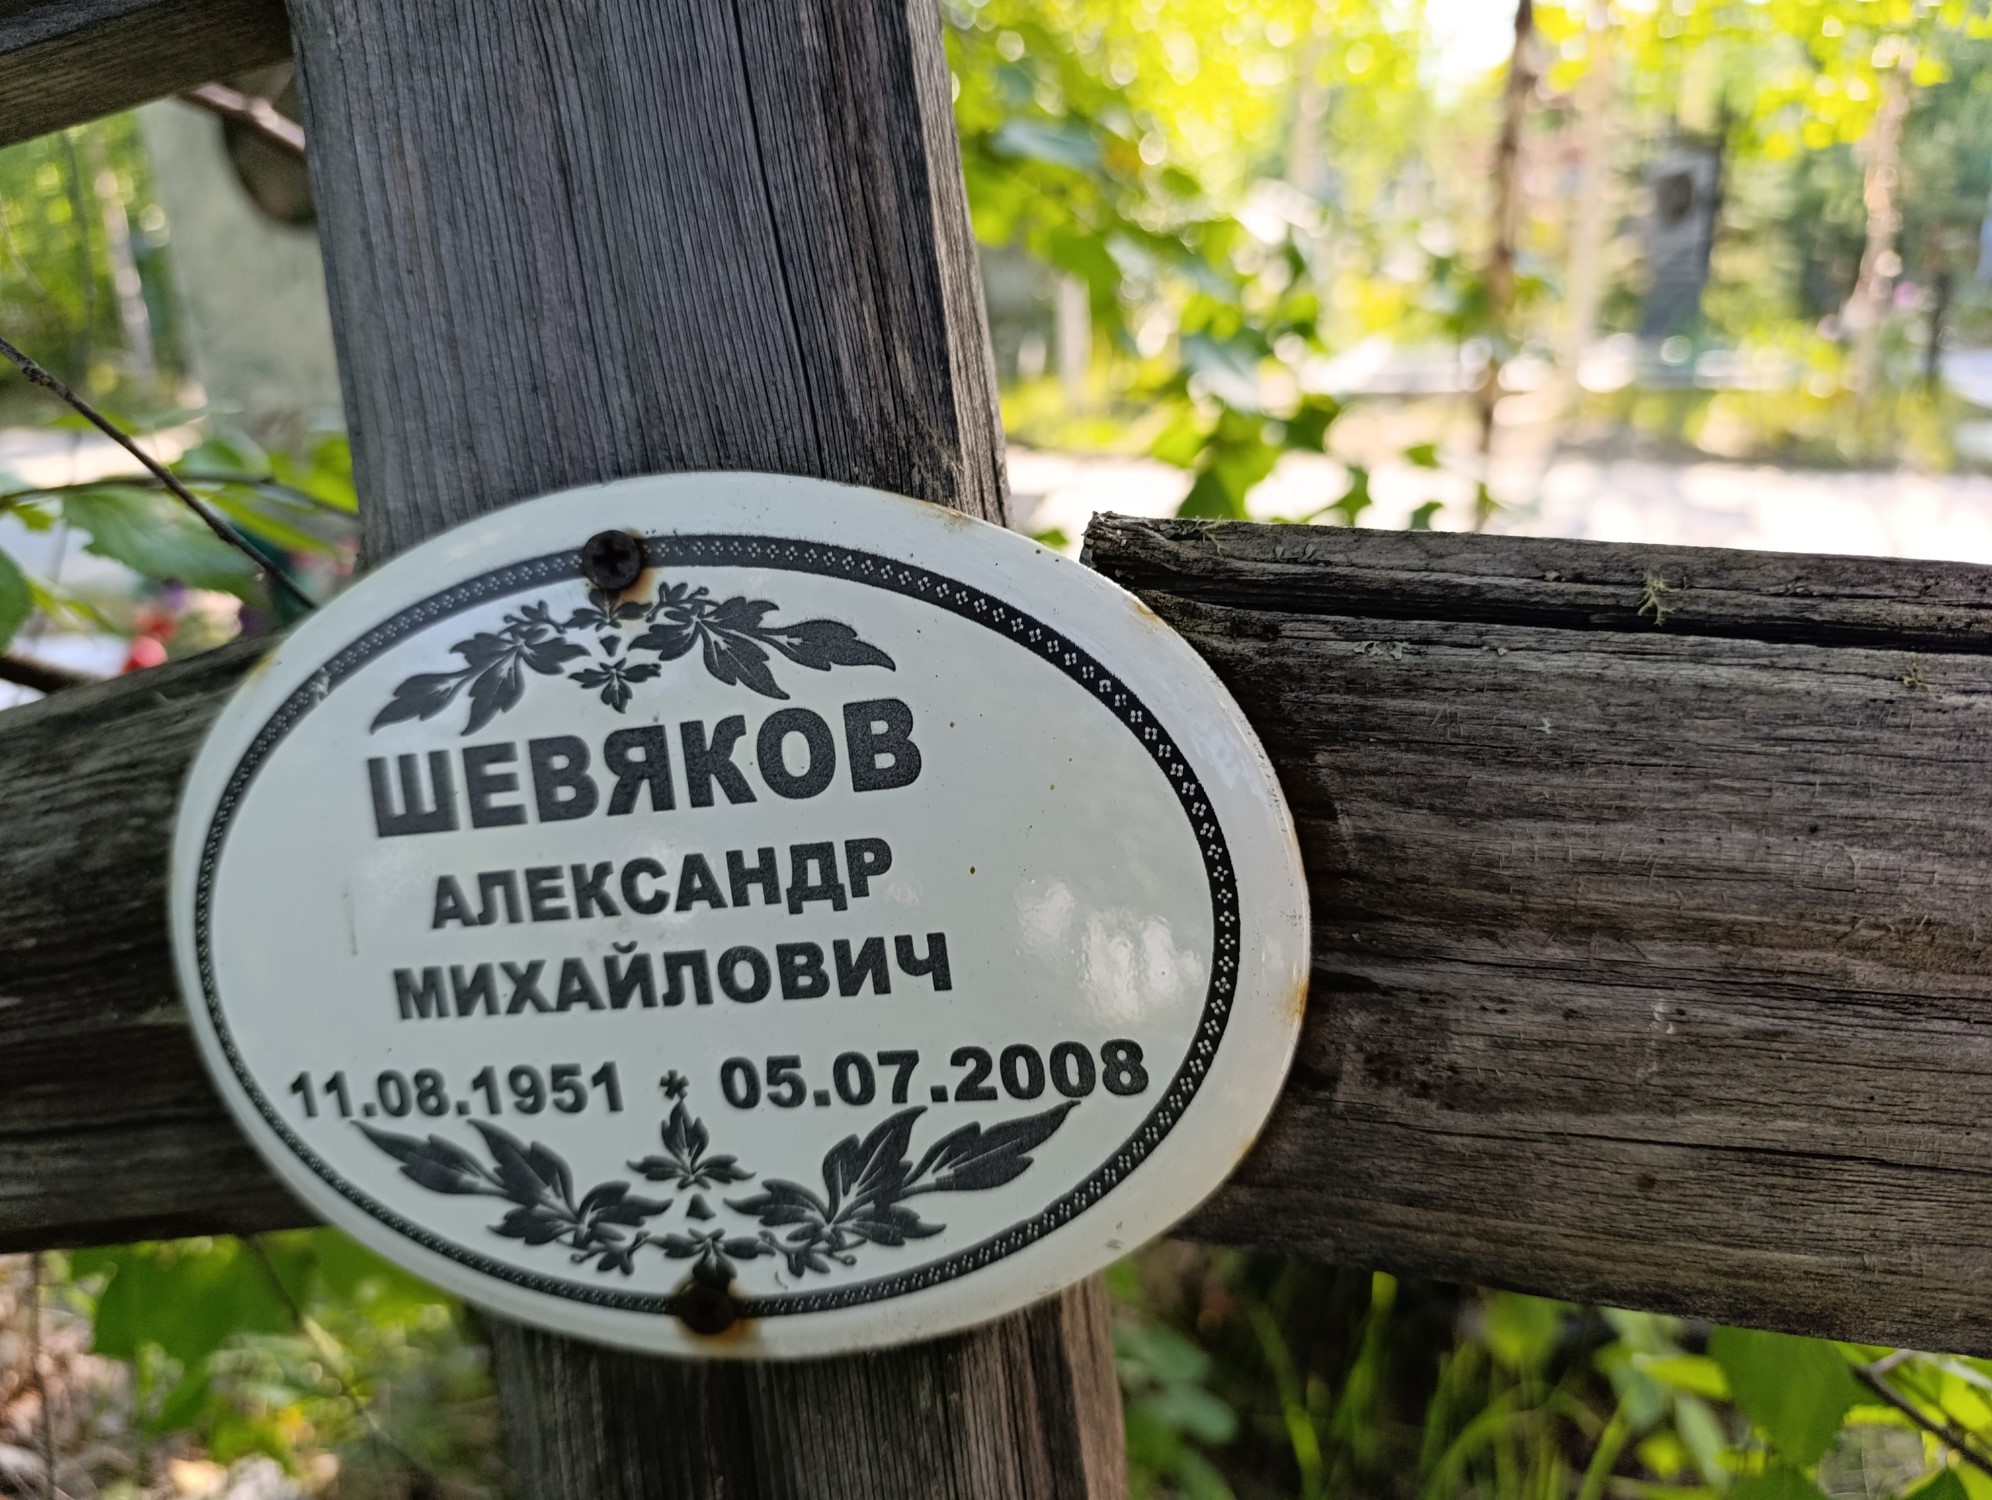 ШЕВЯКОВ
АЛЕКСАНДР
МИХАЙЛОВИЧ
11.08.1951 * 05.07.2008